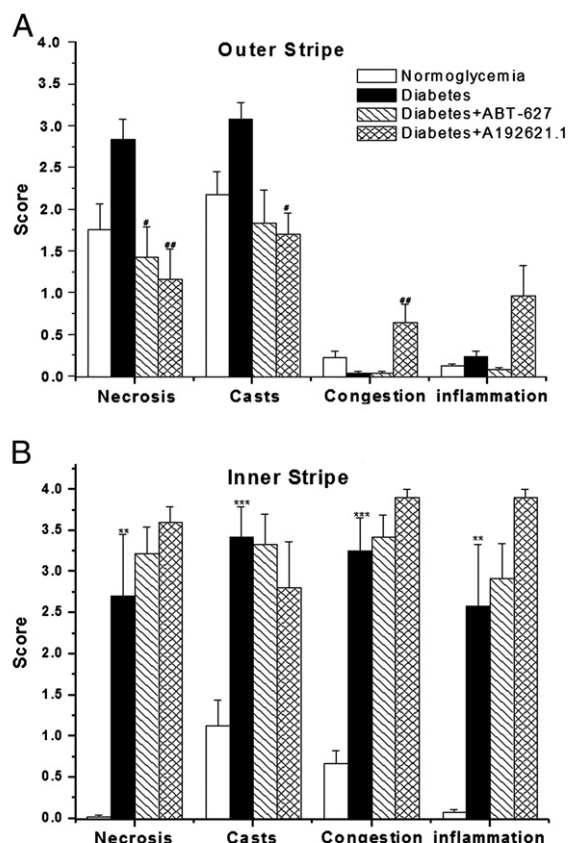 A
Outer Stripe
Normoglycemia
Diabetes
Diabetes+ABT-627
Diabetes+A192621.1
Score
4.0
3.5
3.0
2.5
2.0
1.5
1.0
0.5
0.0
#
##
#
##
Necrosis Casts Congestion inflammation
B
Inner Stripe
Score
4.0
3.5
3.0
2.5
2.0
1.5
1.0
0.5
0.0
**
***
***
**
Necrosis Casts Congestion inflammation